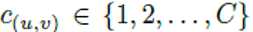 c_{(u,v)} ∈ {1, 2, …, C}